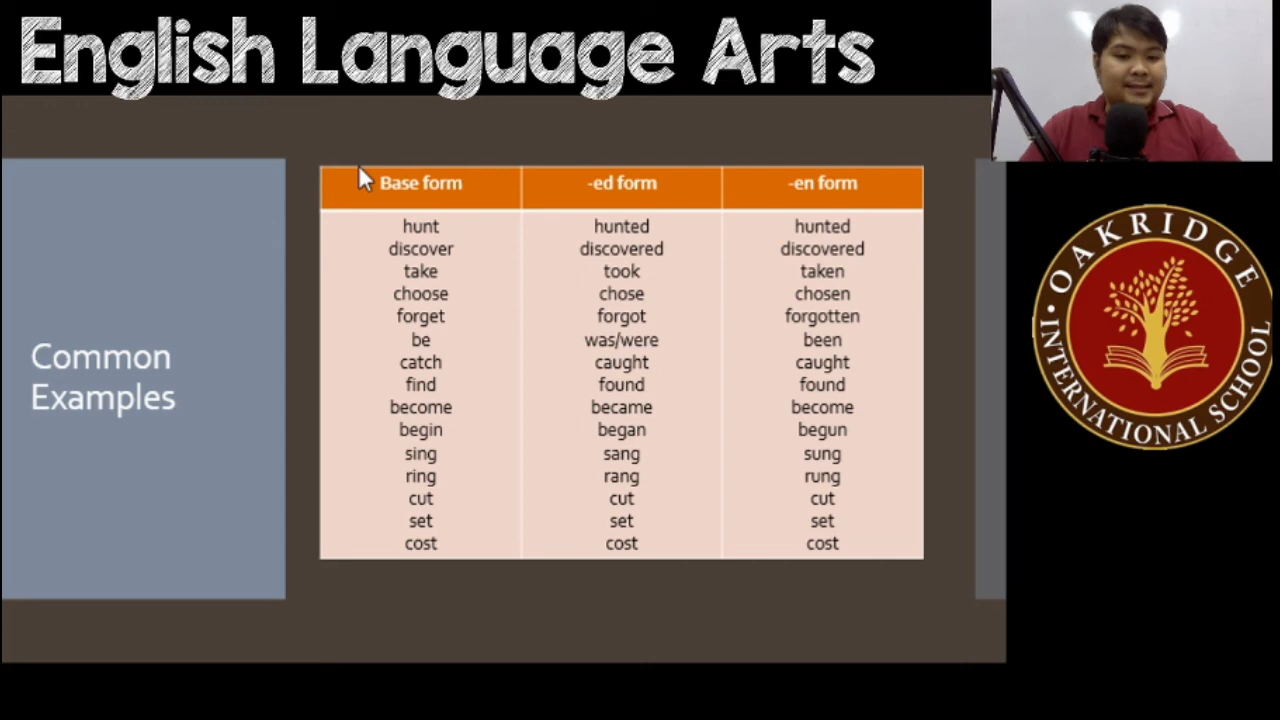 English Language Arts
Common
Examples
Base form -ed form -en form
hunt hunted hunted
discover discovered discovered
take took taken
choose chose chosen
forget forgot forgotten
be was/were been
catch caught caught
find found found
become became become
begin began begun
sing sang sung
ring rang rung
cut cut cut
set set set
cost cost cost
• OAKRIDGE
INTERNATIONAL SCHOOL